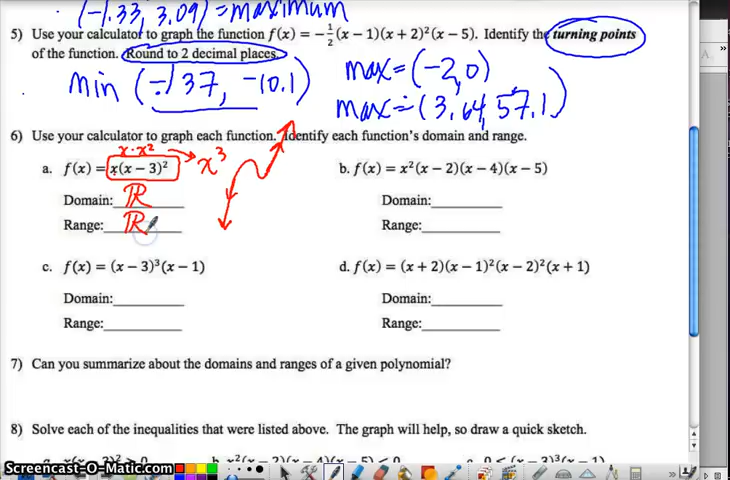 (-1.33, 3.09) = maximum
5) Use your calculator to graph the function f(x) = −½(x − 1)(x + 2)²(x − 5). Identify the turning points
of the function. Round to 2 decimal places.
min (-.137, -10.1)
max = (-2, 0)
max = (3.64, 57.1)
6) Use your calculator to graph each function. Identify each function's domain and range.
x·x²
a. f(x) = x(x − 3)² x³
b. f(x) = x²(x − 2)(x − 4)(x − 5)
Domain: ℝ
Domain:
Range: ℝ
Range:
c. f(x) = (x − 3)³(x − 1)
d. f(x) = (x + 2)(x − 1)²(x − 2)²(x + 1)
Domain:
Domain:
Range:
Range:
7) Can you summarize about the domains and ranges of a given polynomial?
8) Solve each of the inequalities that were listed above. The graph will help, so draw a quick sketch.
Screencast-O-Matic.com